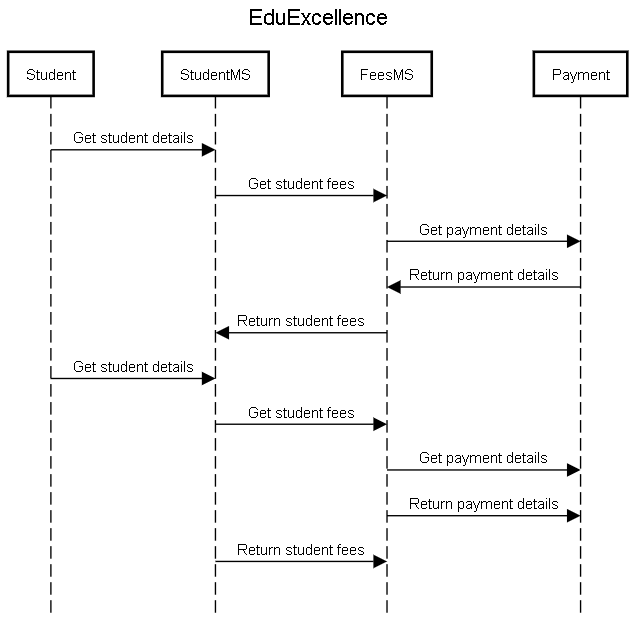 EduExcellence
Student
StudentMS
FeesMS
Payment
Get student details
Get student fees
Get payment details
Return payment details
Return student fees
Get student details
Get student fees
Get payment details
Return payment details
Return student fees